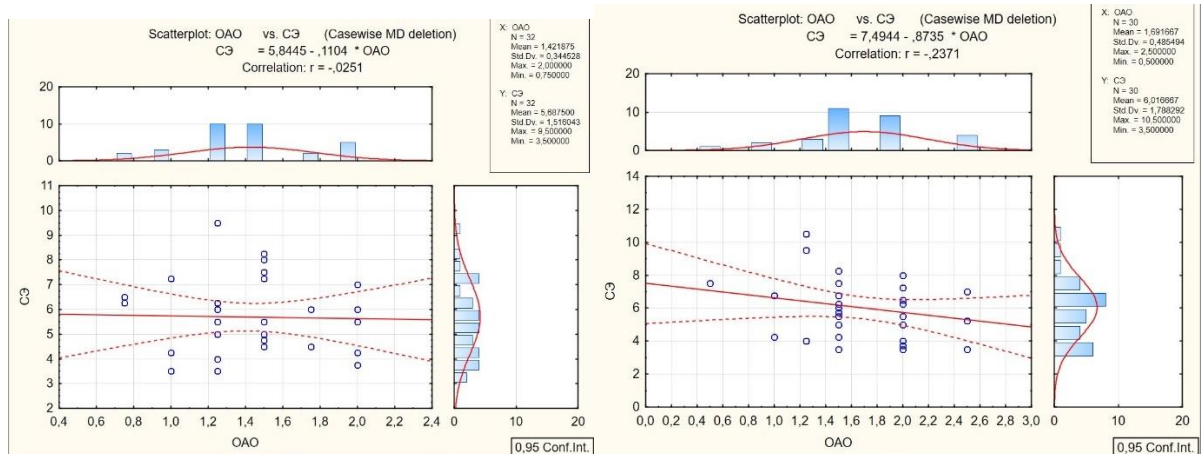 Scatterplot: OAO vs. СЭ (Casewise MD deletion)
СЭ = 5,8445 - ,1104 * OAO
Correlation: r = -,0251
X: OAO
N = 32
Mean = 1,421875
Std.Dv. = 0,344528
Max. = 2,000000
Min. = 0,750000
Y: СЭ
N = 32
Mean = 5,687500
Std.Dv. = 1,516043
Max. = 9,500000
Min. = 3,500000
20
10
0
11
10
9
8
7
6
5
4
3
2
СЭ
0,4 0,6 0,8 1,0 1,2 1,4 1,6 1,8 2,0 2,2 2,4
OAO
0 10 20
0,95 Conf.Int.
Scatterplot: OAO vs. СЭ (Casewise MD deletion)
СЭ = 7,4944 - ,8735 * OAO
Correlation: r = -,2371
X: OAO
N = 30
Mean = 1,691667
Std.Dv. = 0,485494
Max. = 2,500000
Min. = 0,500000
Y: СЭ
N = 30
Mean = 6,016667
Std.Dv. = 1,788292
Max. = 10,500000
Min. = 3,500000
20
10
0
14
12
10
8
6
4
2
0
СЭ
0,0 0,2 0,4 0,6 0,8 1,0 1,2 1,4 1,6 1,8 2,0 2,2 2,4 2,6 2,8 3,0
OAO
0 10 20
0,95 Conf.Int.